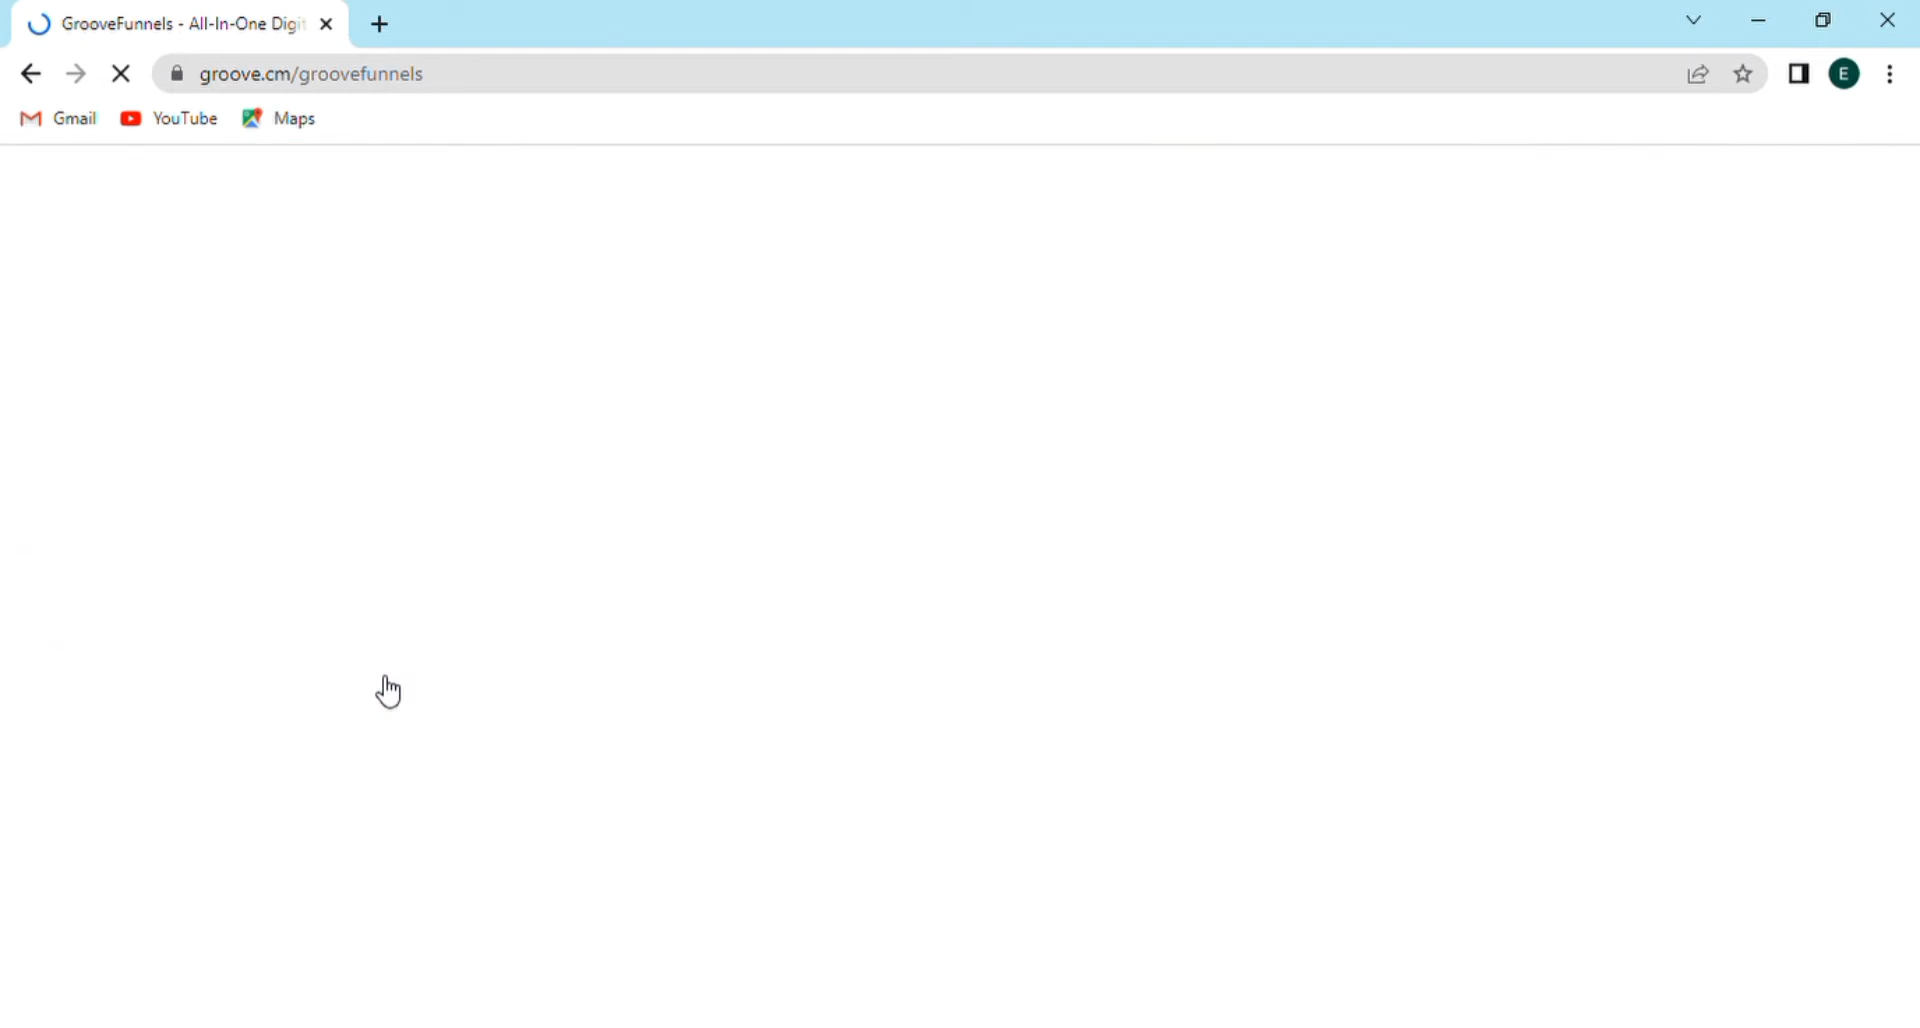 GrooveFunnels - All-In-One Digi
groove.cm/groovefunnels
E
Gmail
YouTube
Maps